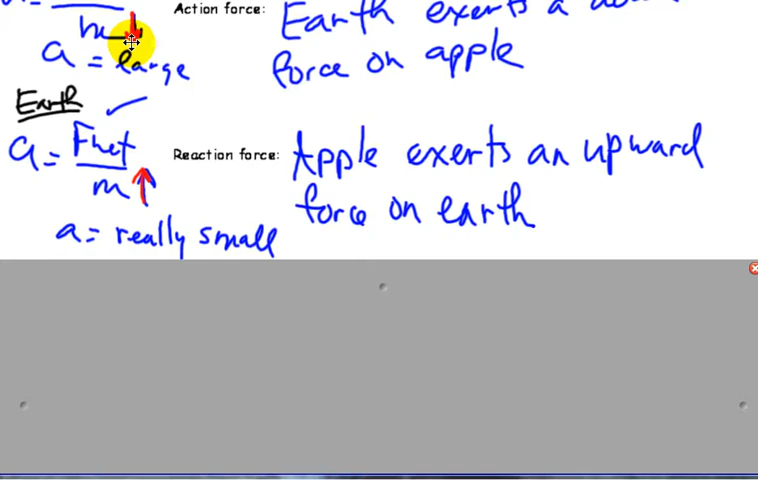 Action force: Earth exerts a
m
a = large force on apple
Earth
a = Fnet Reaction force: Apple exerts an upward
m force on earth
a = really small